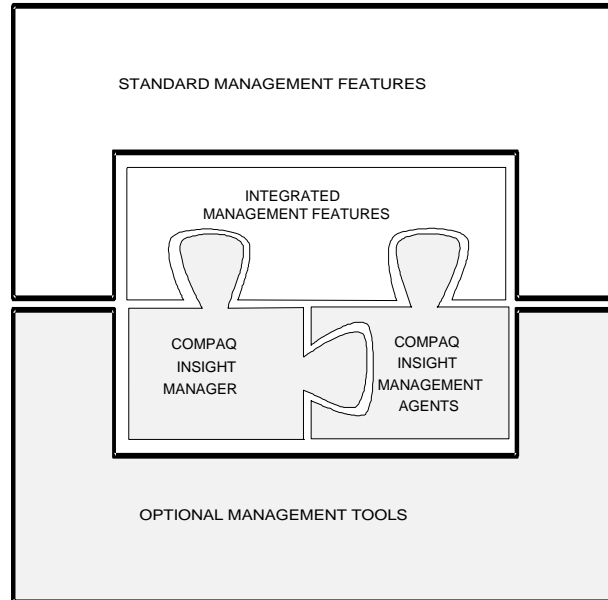 STANDARD MANAGEMENT FEATURES
INTEGRATED
MANAGEMENT FEATURES
COMPAQ
INSIGHT
MANAGER
COMPAQ
INSIGHT
MANAGEMENT
AGENTS
OPTIONAL MANAGEMENT TOOLS